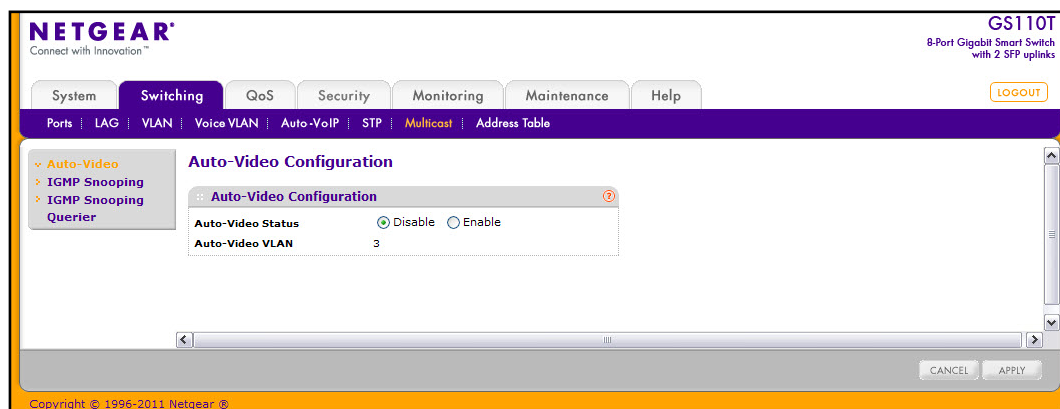 NETGEAR®
Connect with Innovation™
GS110T
8-Port Gigabit Smart Switch
with 2 SFP uplinks
System Switching QoS Security Monitoring Maintenance Help
LOGOUT
Ports LAG VLAN Voice VLAN Auto-VoIP STP Multicast Address Table
Auto-Video
IGMP Snooping
IGMP Snooping
Querier
Auto-Video Configuration
Auto-Video Configuration ?
Auto-Video Status Disable Enable
Auto-Video VLAN 3
CANCEL APPLY
Copyright © 1996-2011 Netgear ®